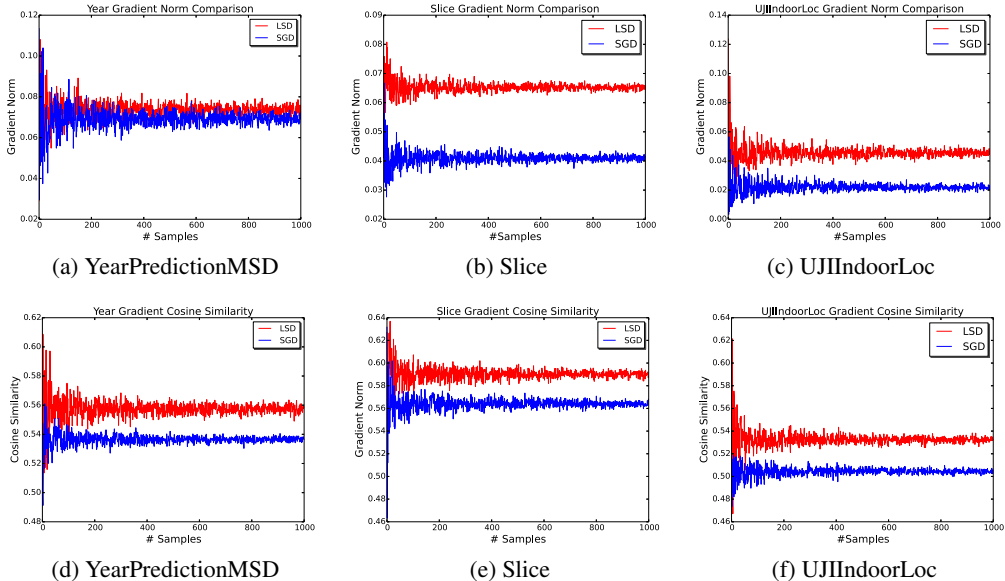 Year Gradient Norm Comparison
0.12
0.10
0.08
0.06
0.04
0.02
Gradient Norm
0
200
400
600
800
1000
# Samples
LSD
SGD
(a) YearPredictionMSD
Slice Gradient Norm Comparison
0.09
0.08
0.07
0.06
0.05
0.04
0.03
0.02
Gradient Norm
0
200
400
600
800
1000
#Samples
LSD
SGD
(b) Slice
UJIIndoorLoc Gradient Norm Comparison
0.14
0.12
0.10
0.08
0.06
0.04
0.02
0.00
Gradient Norm
0
200
400
600
800
1000
#Samples
LSD
SGD
(c) UJIIndoorLoc
Year Gradient Cosine Similarity
0.62
0.60
0.58
0.56
0.54
0.52
0.50
0.48
Cosine Similarity
0
200
400
600
800
1000
# Samples
LSD
SGD
(d) YearPredictionMSD
Slice Gradient Cosine Similarity
0.64
0.62
0.60
0.58
0.56
0.54
0.52
0.50
0.48
0.46
Gradient Norm
0
200
400
600
800
1000
# Samples
LSD
SGD
(e) Slice
UJIIndoorLoc Gradient Cosine Similarity
0.64
0.62
0.60
0.58
0.56
0.54
0.52
0.50
0.48
0.46
Cosine Similarity
0
200
400
600
800
1000
#Samples
LSD
SGD
(f) UJIIndoorLoc